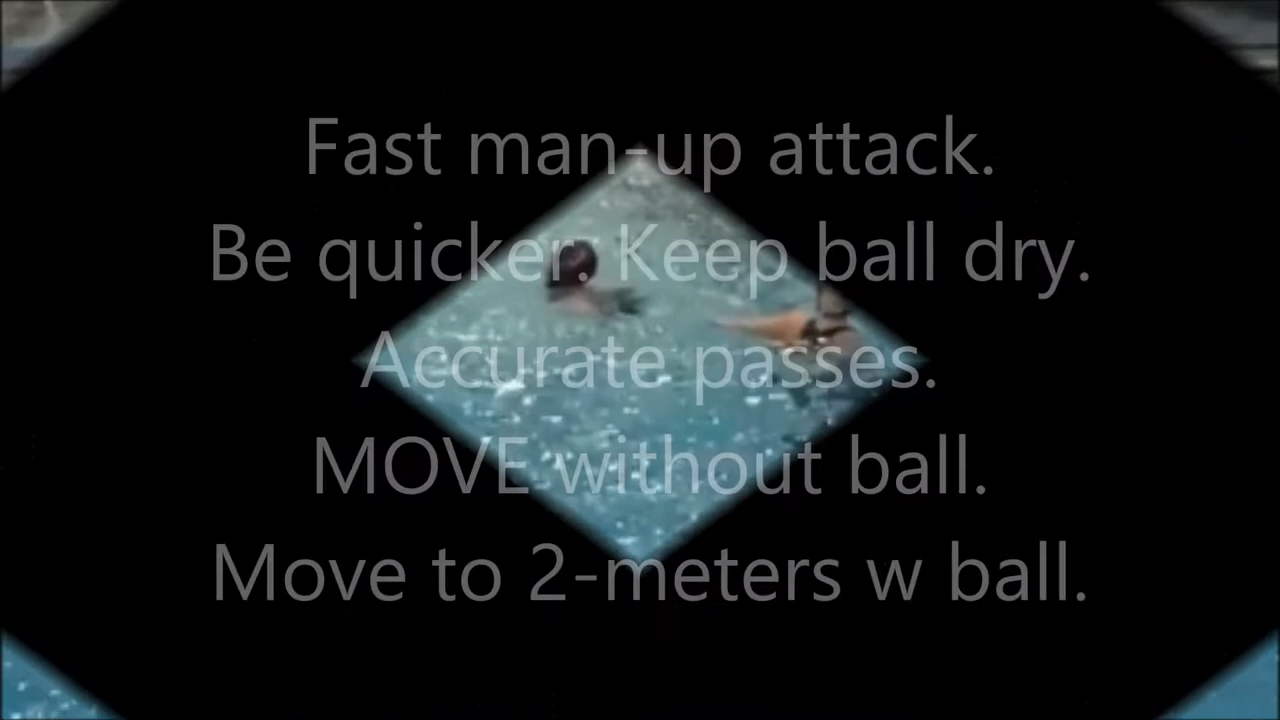 Fast man-up attack.
Be quicker. Keep ball dry.
Accurate passes.
MOVE without ball.
Move to 2-meters w ball.